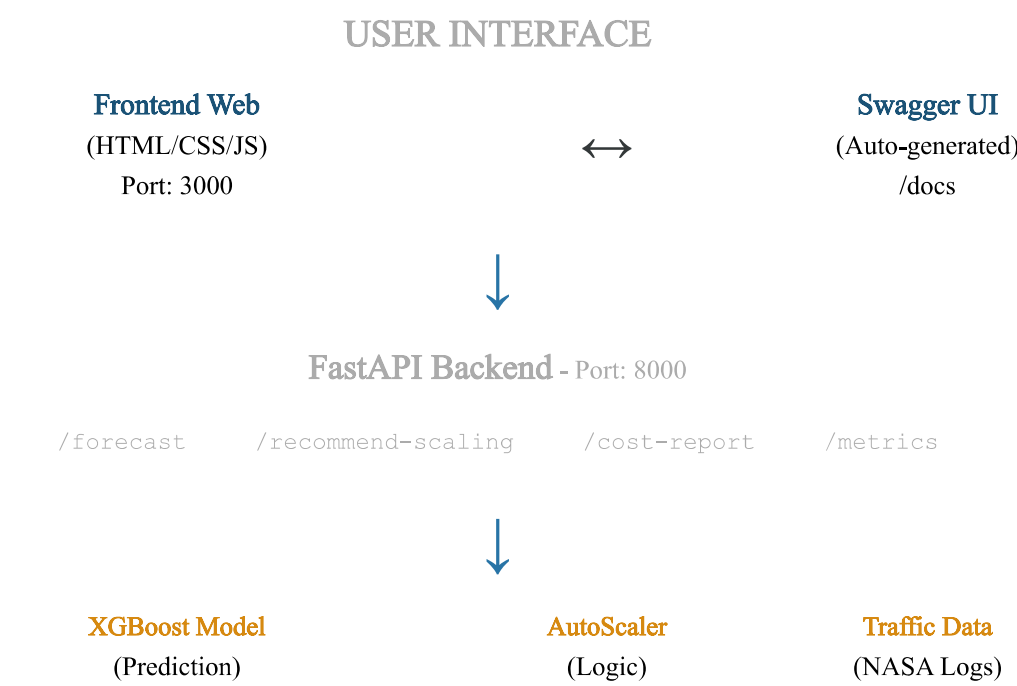 USER INTERFACE
Frontend Web
(HTML/CSS/JS)
Port: 3000
↔
Swagger UI
(Auto-generated)
/docs
↓
FastAPI Backend - Port: 8000
/forecast /recommend-scaling /cost-report /metrics
↓
XGBoost Model
(Prediction)
AutoScaler
(Logic)
Traffic Data
(NASA Logs)